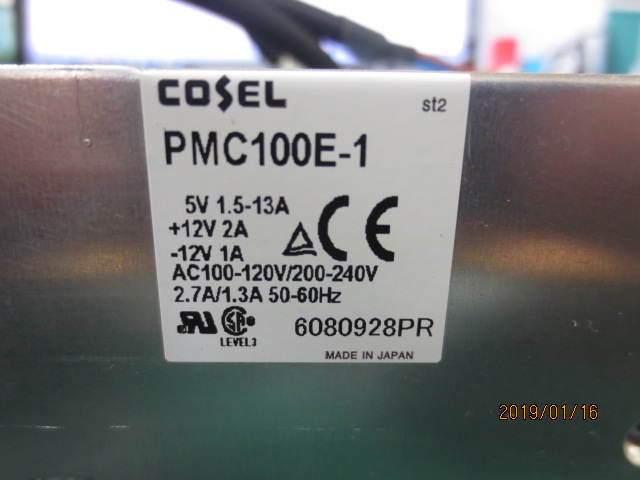 COSEL
st2
PMC100E-1
5V 1.5-13A
+12V 2A
-12V 1A
CE
AC100-120V/200-240V
2.7A/1.3A 50-60Hz
6080928PR
LEVEL3
MADE IN JAPAN
2019/01/16